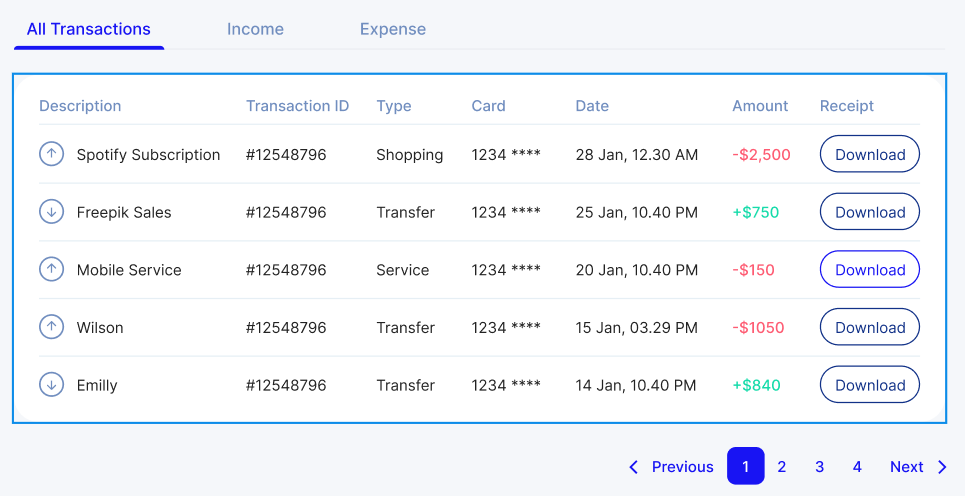 All Transactions Income Expense
Description Transaction ID Type Card Date Amount Receipt
Spotify Subscription #12548796 Shopping 1234 **** 28 Jan, 12.30 AM -$2,500 Download
Freepik Sales #12548796 Transfer 1234 **** 25 Jan, 10.40 PM +$750 Download
Mobile Service #12548796 Service 1234 **** 20 Jan, 10.40 PM -$150 Download
Wilson #12548796 Transfer 1234 **** 15 Jan, 03.29 PM -$1050 Download
Emilly #12548796 Transfer 1234 **** 14 Jan, 10.40 PM +$840 Download
Previous 1 2 3 4 Next